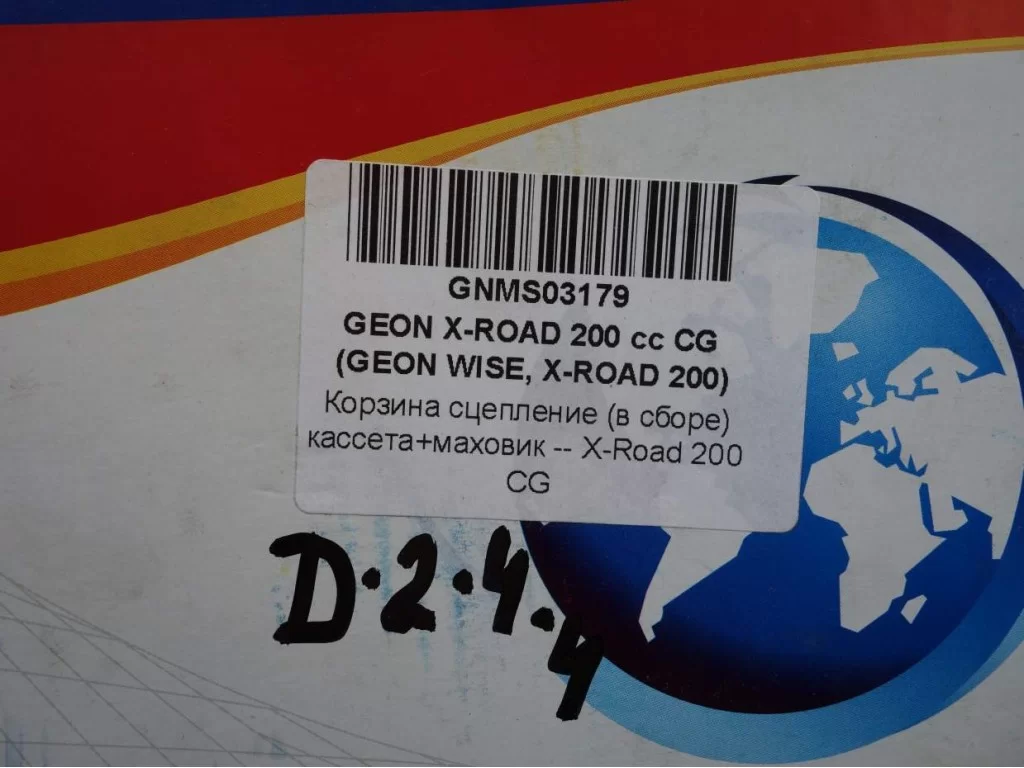 GNMS03179
GEON X-ROAD 200 cc CG
(GEON WISE, X-ROAD 200)
Корзина сцепление (в сборе)
кассета+маховик -- X-Road 200
CG
D·2·4·4